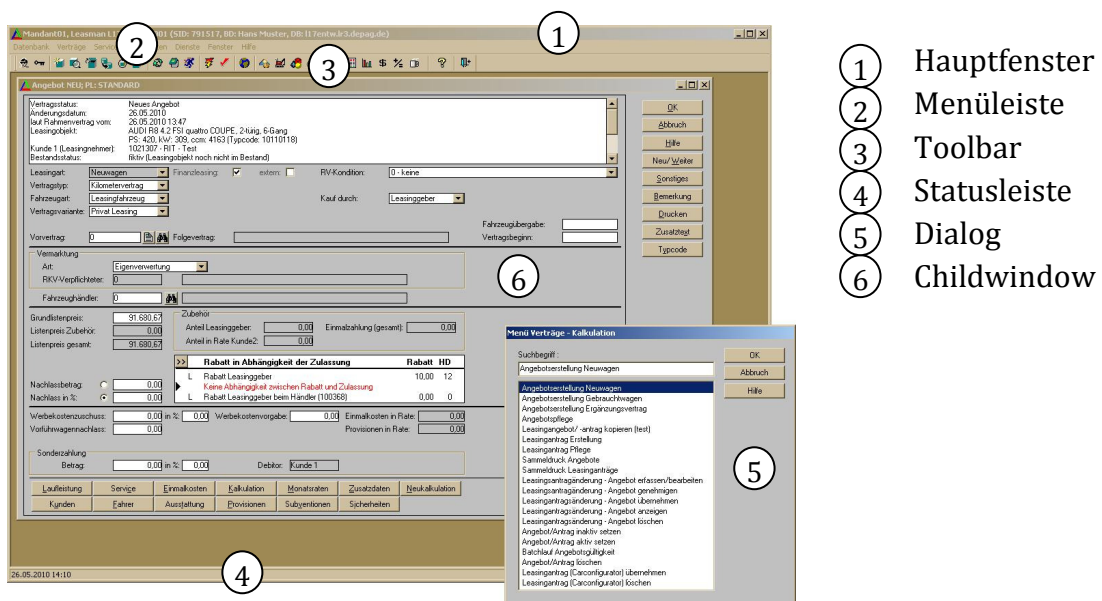 Mandant01, Leasman L1 001 (SID: 791517, BD: Hans Muster, DB: l17entw.lr3.depag.de)
1
Datenbank Verträge Servic en Dienste Fenster Hilfe
2
3
Angebot NEU; PL: STANDARD
Vertragsstatus: Neues Angebot
Änderungsdatum: 26.05.2010
laut Rahmenvertrag vom: 26.05.2010 13:47
Leasingobjekt: AUDI R8 4.2 FSI quattro COUPE, 2-türig, 6-Gang
PS: 420, kW: 309, ccm: 4163 (Typcode: 10110118)
Kunde 1 (Leasingnehmer): 1021307 - RIT - Test
Bestandsstatus: fiktiv (Leasingobjekt noch nicht im Bestand)
OK
Abbruch
Hilfe
Neu/ Weiter
Sonstiges
Bemerkung
Drucken
Zusatztext
Typcode
Leasingart: Neuwagen Finanzleasing: extern: RV-Kondition: 0 - keine
Vertragstyp: Kilometervertrag
Fahrzeugart: Leasingfahrzeug Kauf durch: Leasinggeber
Vertragsvariante: Privat Leasing
Fahrzeugübergabe:
Vorvertrag: 0 Folgevertrag: Vertragsbeginn:
Vermarktung
Art: Eigenverwertung
RKV-Verpflichteter: 0
6
Fahrzeughändler: 0
Grundlistenpreis: 91.680,67
Listenpreis Zubehör: 0,00
Listenpreis gesamt: 91.680,67
Zubehör
Anteil Leasinggeber: 0,00 Einmalzahlung (gesamt): 0,00
Anteil in Rate Kunde2: 0,00
>> Rabatt in Abhängigkeit der Zulassung Rabatt HD
L Rabatt Leasinggeber 10,00 12
Keine Abhängigkeit zwischen Rabatt und Zulassung
L Rabatt Leasinggeber beim Händler (100368) 0,00 0
Nachlassbetrag: 0,00
Nachlass in %: 0,00
Werbekostenzuschuss: 0,00 in %: 0,00 Werbekostenvorgabe: 0,00 Einmalkosten in Rate: 0,00
Vorführwagennachlass: 0,00 Provisionen in Rate: 0,00
Sonderzahlung
Betrag: 0,00 in %: 0,00 Debitor: Kunde 1
Laufleistung Service Einmalkosten Kalkulation Monatsraten Zusatzdaten Neukalkulation
Kunden Fahrer Ausstattung Provisionen Subventionen Sicherheiten
26.05.2010 14:10
4
Menü Verträge - Kalkulation
Suchbegriff :
Angebotserstellung Neuwagen
OK
Abbruch
Hilfe
Angebotserstellung Neuwagen
Angebotserstellung Gebrauchtwagen
Angebotserstellung Ergänzungsvertrag
Angebotspflege
Leasingangebot/ -antrag kopieren (test)
Leasingantrag Erstellung
Leasingantrag Pflege
Sammeldruck Angebote
Sammeldruck Leasinganträge
Leasingsantragänderung - Angebot erfassen/bearbeiten
Leasingantragsänderung - Angebot genehmigen
Leasingantragsänderung - Angebot übernehmen
Leasingantragsänderung - Angebot anzeigen
Leasingantragsänderung - Angebot löschen
Angebot/Antrag inaktiv setzen
Angebot/Antrag aktiv setzen
Batchlauf Angebotsgültigkeit
Angebot/Antrag löschen
Leasingantrag (Carconfigurator) übernehmen
Leasingantrag (Carconfigurator) löschen
5
1 Hauptfenster
2 Menüleiste
3 Toolbar
4 Statusleiste
5 Dialog
6 Childwindow